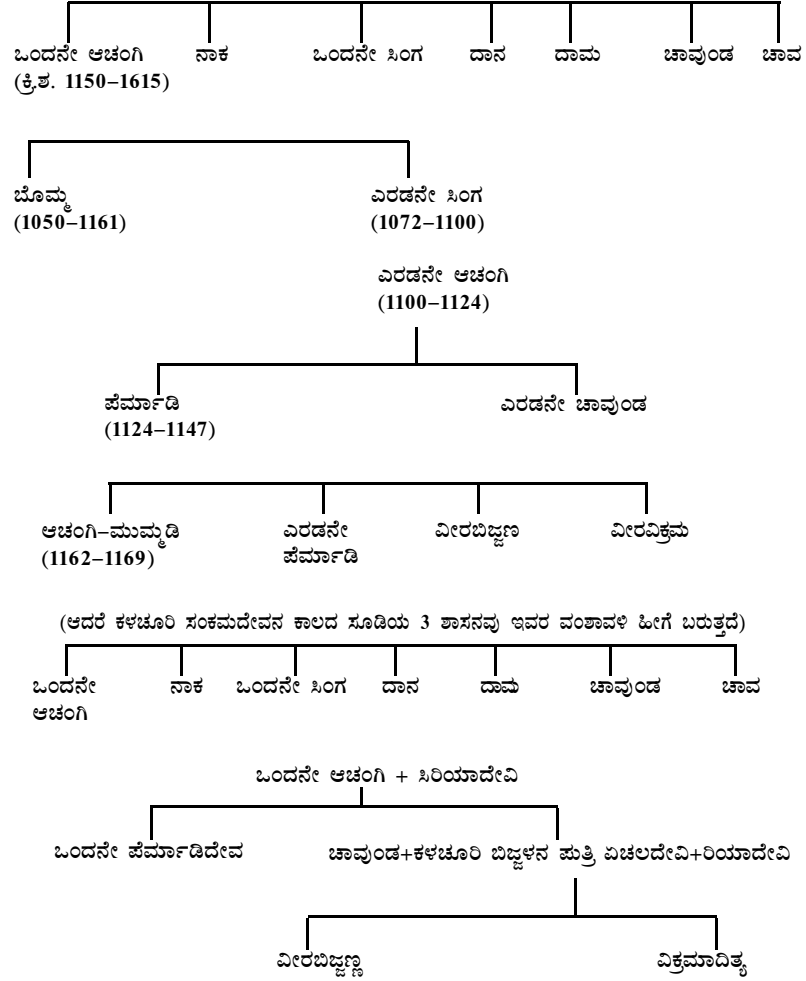 ಒಂದನೇ ಆಚಂಗಿ ನಾಕ ಒಂದನೇ ಸಿಂಗ ದಾನ ದಾಮ ಚಾವುಂಡ ಚಾವ
(ಕ್ರಿ.ಶ. 1150–1615)
ಬೊಮ್ಮ ಎರಡನೇ ಸಿಂಗ
(1050–1161) (1072–1100)
ಎರಡನೇ ಆಚಂಗಿ
(1100–1124)
ಪೆರ್ಮಾಡಿ ಎರಡನೇ ಚಾವುಂಡ
(1124–1147)
ಆಚಂಗಿ–ಮುಮ್ಮಡಿ ಎರಡನೇ ವೀರಬಿಜ್ಜಣ ವೀರವಿಕ್ರಮ
(1162–1169) ಪೆರ್ಮಾಡಿ
(ಆದರೆ ಕಳಚೂರಿ ಸಂಕಮದೇವನ ಕಾಲದ ಸೂಡಿಯ 3 ಶಾಸನವು ಇವರ ವಂಶಾವಳಿ ಹೀಗೆ ಬರುತ್ತದೆ)
ಒಂದನೇ ನಾಕ ಒಂದನೇ ಸಿಂಗ ದಾನ ದಾಮ ಚಾವುಂಡ ಚಾವ
ಆಚಂಗಿ
ಒಂದನೇ ಆಚಂಗಿ + ಸಿರಿಯಾದೇವಿ
ಒಂದನೇ ಪೆರ್ಮಾಡಿದೇವ ಚಾವುಂಡ+ಕಳಚೂರಿ ಬಿಜ್ಜಳನ ಪುತ್ರಿ ಏಚಲದೇವಿ+ರಿಯಾದೇವಿ
ವೀರಬಿಜ್ಜಣ್ಣ ವಿಕ್ರಮಾದಿತ್ಯ